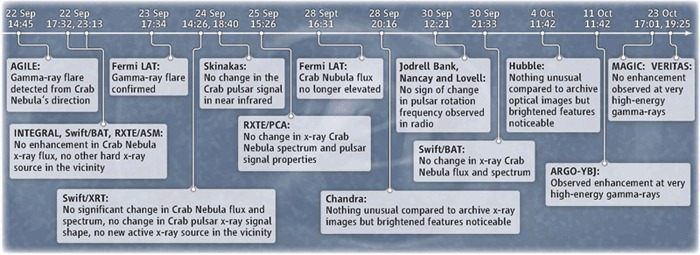 22 Sep 22 Sep 23 Sep 24 Sep 25 Sep 28 Sep 28 Sep 30 Sep 30 Sep 4 Oct 11 Oct 23 Oct
14:45 17:32, 23:13 17:34 14:26, 18:40 15:26 16:31 20:16 12:21 21:33 11:42 11:42 17:01, 19:25
AGILE:
Gamma-ray flare
detected from Crab
Nebula's direction
Fermi LAT:
Gamma-ray flare
confirmed
Skinakas:
No change in the
Crab pulsar signal
in near infrared
Fermi LAT:
Crab Nubula flux
no longer elevated
Jodrell Bank,
Nancay and Lovell:
No sign of change
in pulsar rotation
frequency observed
in radio
Hubble:
Nothing unusual
compared to archive
optical images but
brightened features
noticeable
MAGIC: VERITAS:
No enhancement
observed at very
high-energy
gamma-rays
INTEGRAL, Swift/BAT, RXTE/ASM:
No enhancement in Crab Nebula
x-ray flux, no other hard x-ray
source in the vicinity
RXTE/PCA:
No change in x-ray Crab
Nebula spectrum and pulsar
signal properties
Swift/BAT:
No change in x-ray Crab
Nebula flux and spectrum
ARGO-YBJ:
Observed enhancement at very
high-energy gamma-rays
Swift/XRT:
No significant change in Crab Nebula flux and
spectrum, no change in Crab pulsar x-ray signal
shape, no new active x-ray source in the vicinity
Chandra:
Nothing unusual compared to archive x-ray
images but brightened features noticeable